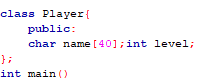 class Player{
public:
char name[40];int level;
};
int main()